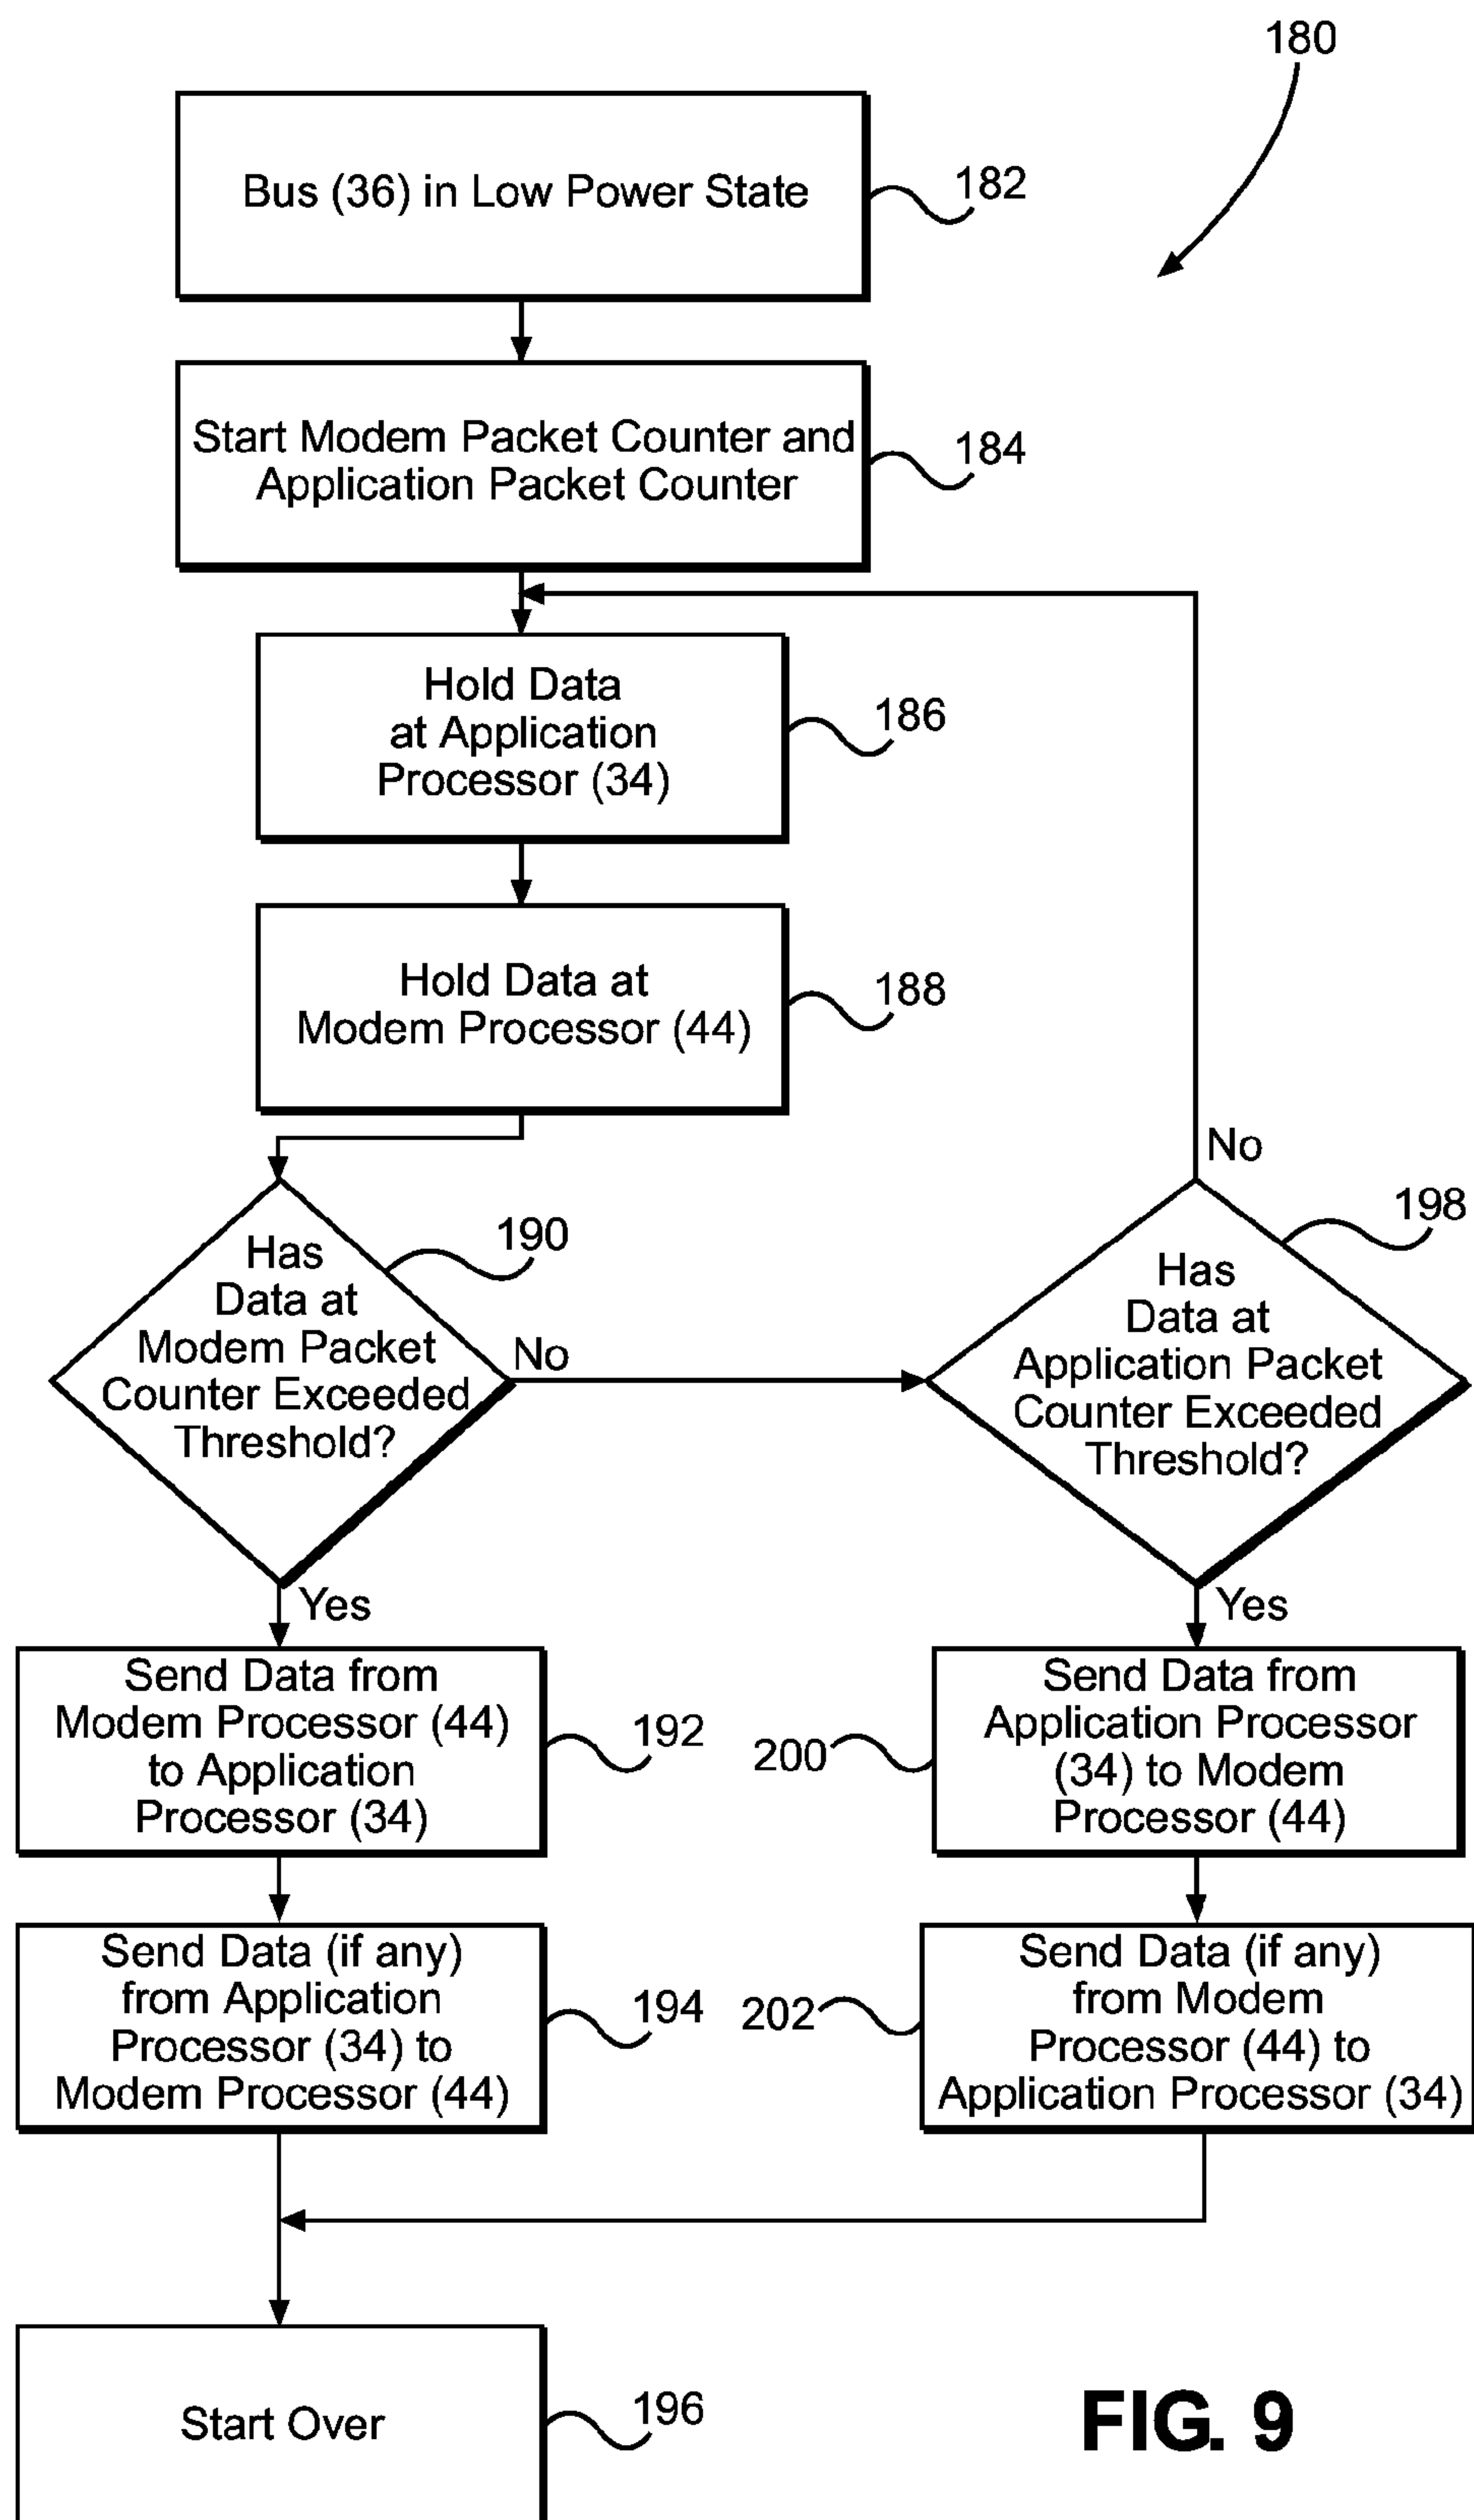 180
Bus (36) in Low Power State
182
Start Modem Packet Counter and
Application Packet Counter
184
Hold Data
at Application
Processor (34)
186
Hold Data at
Modem Processor (44)
188
Has
Data at
Modem Packet
Counter Exceeded
Threshold?
190
No
Yes
Has
Data at
Application Packet
Counter Exceeded
Threshold?
198
No
Yes
Send Data from
Modem Processor (44)
to Application
Processor (34)
192
Send Data from
Application Processor
(34) to Modem
Processor (44)
200
Send Data (if any)
from Application
Processor (34) to
Modem Processor (44)
194
Send Data (if any)
from Modem
Processor (44) to
Application Processor (34)
202
Start Over
196
FIG. 9